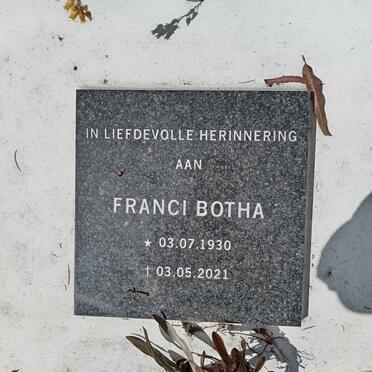 IN LIEFDEVOLLE HERINNERING
AAN
FRANCI BOTHA
★ 03.07.1930
† 03.05.2021